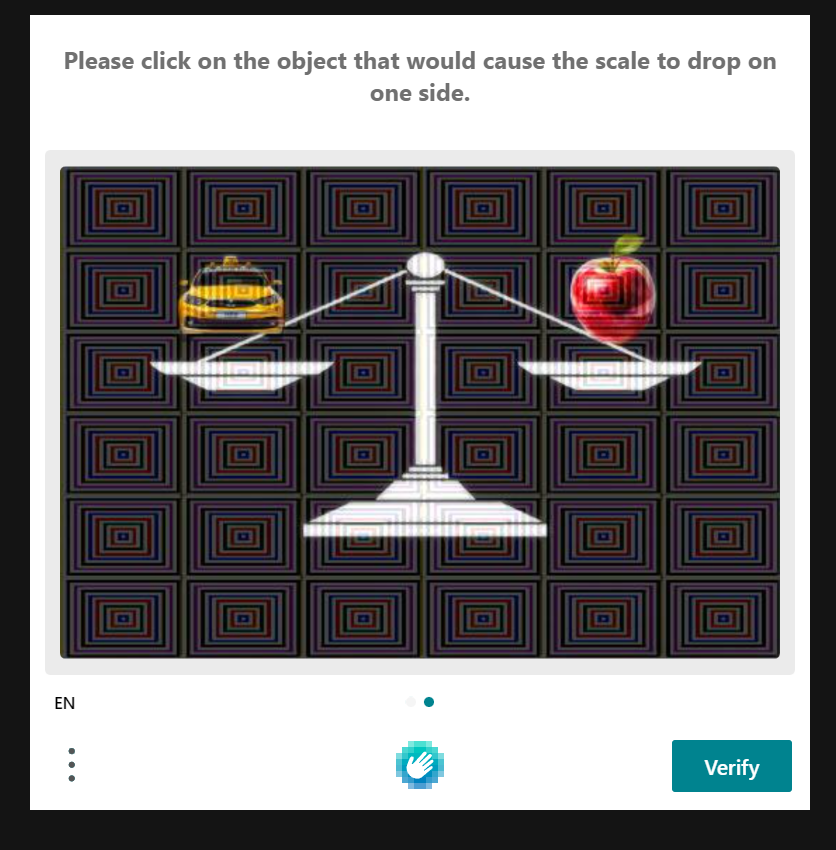 Please click on the object that would cause the scale to drop on
one side.
EN
Verify